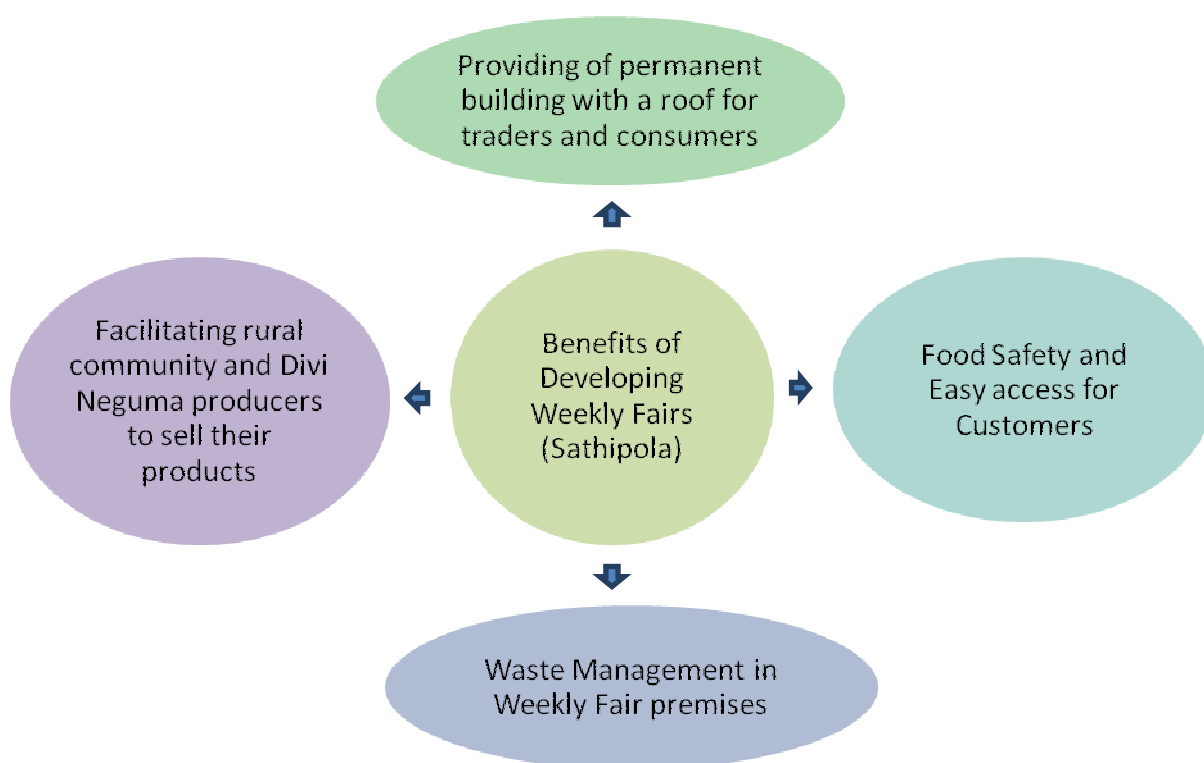 Providing of permanent
building with a roof for
traders and consumers
Facilitating rural
community and Divi
Neguma producers
to sell their
products
Benefits of
Developing
Weekly Fairs
(Sathipola)
Food Safety and
Easy access for
Customers
Waste Management in
Weekly Fair premises